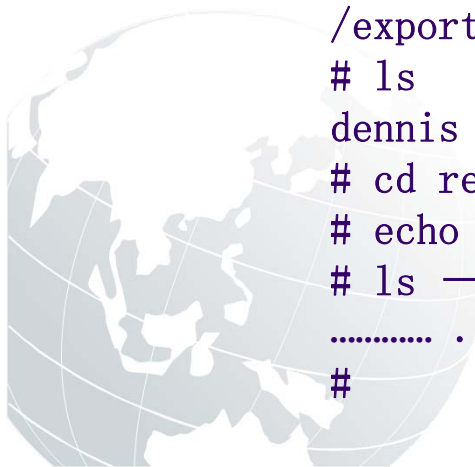 /export
# ls
dennis
# cd re
# echo
# ls —
………… .
#